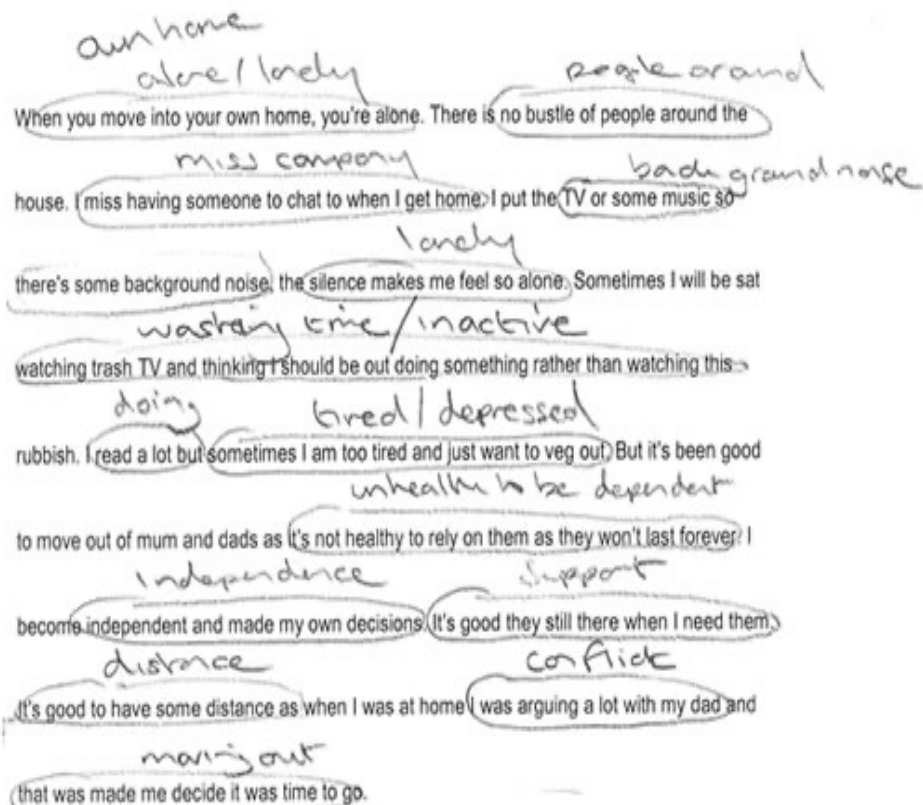 own home
alone / lonely people around
When you move into your own home, you're alone. There is no bustle of people around the
miss company background noise
house. I miss having someone to chat to when I get home. I put the TV or some music so
lonely
there's some background noise, the silence makes me feel so alone. Sometimes I will be sat
wasting time / inactive
watching trash TV and thinking I should be out doing something rather than watching this
doing tired / depressed
rubbish. I read a lot but sometimes I am too tired and just want to veg out. But it's been good
unhealthy to be dependent
to move out of mum and dads as it's not healthy to rely on them as they won't last forever. I
independence support
become independent and made my own decisions. It's good they still there when I need them.
distance conflict
It's good to have some distance as when I was at home I was arguing a lot with my dad and
moving out
that was made me decide it was time to go.